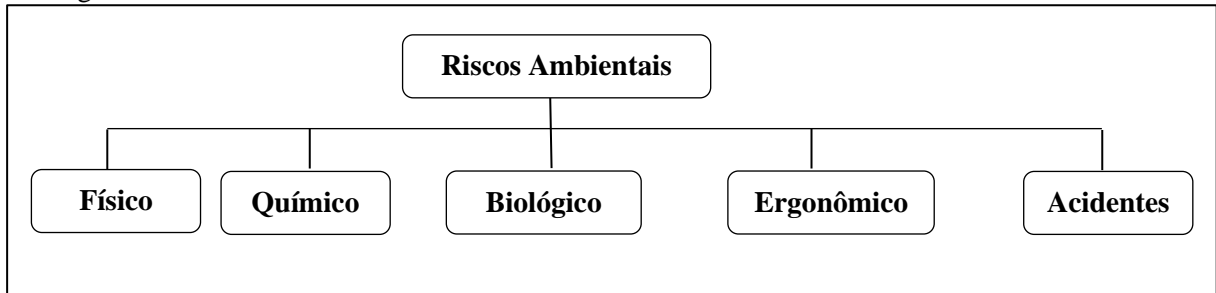 Riscos Ambientais
Físico
Químico
Biológico
Ergonômico
Acidentes